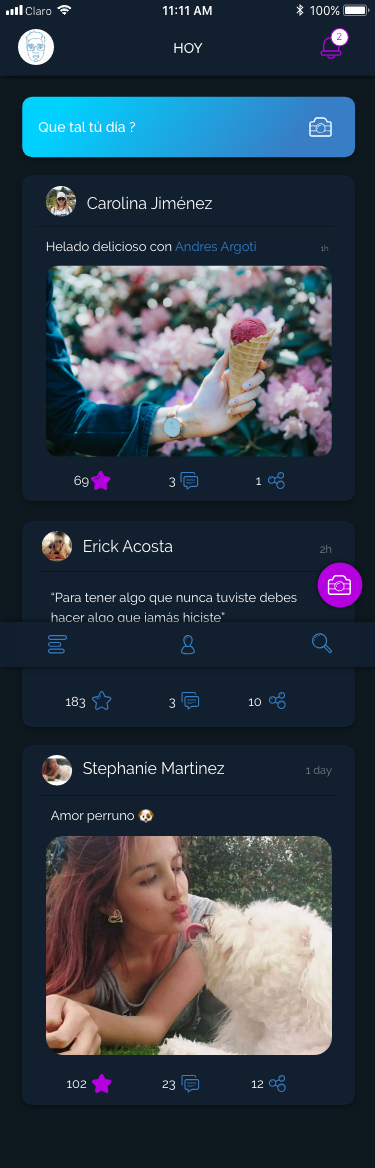 Claro
11:11 AM
100%
HOY
2
Que tal tú día ?
Carolina Jiménez
Helado delicioso con Andres Argoti
1h
69
3
1
Erick Acosta
2h
“Para tener algo que nunca tuviste debes
hacer algo que jamás hiciste”
183
3
10
Stephaníe Martinez
1 day
Amor perruno 🐶
102
23
12